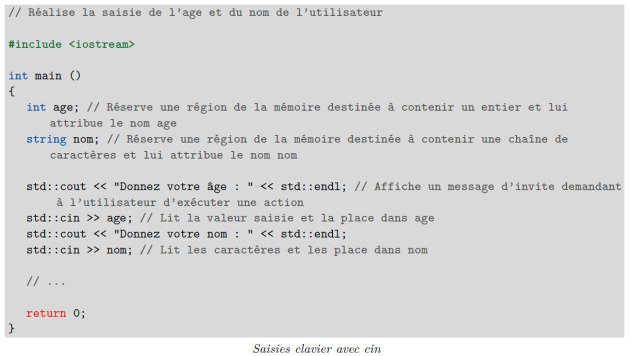 // Réalise la saisie de l'age et du nom de l'utilisateur
#include <iostream>
int main ()
{
int age; // Réserve une région de la mémoire destinée à contenir un entier et lui
attribue le nom age
string nom; // Réserve une région de la mémoire destinée à contenir une chaîne de
caractères et lui attribue le nom nom
std::cout << "Donnez votre âge : " << std::endl; // Affiche un message d'invite demandant
à l'utilisateur d'exécuter une action
std::cin >> age; // Lit la valeur saisie et la place dans age
std::cout << "Donnez votre nom : " << std::endl;
std::cin >> nom; // Lit les caractères et les place dans nom
// ...
return 0;
}
Saisies clavier avec cin